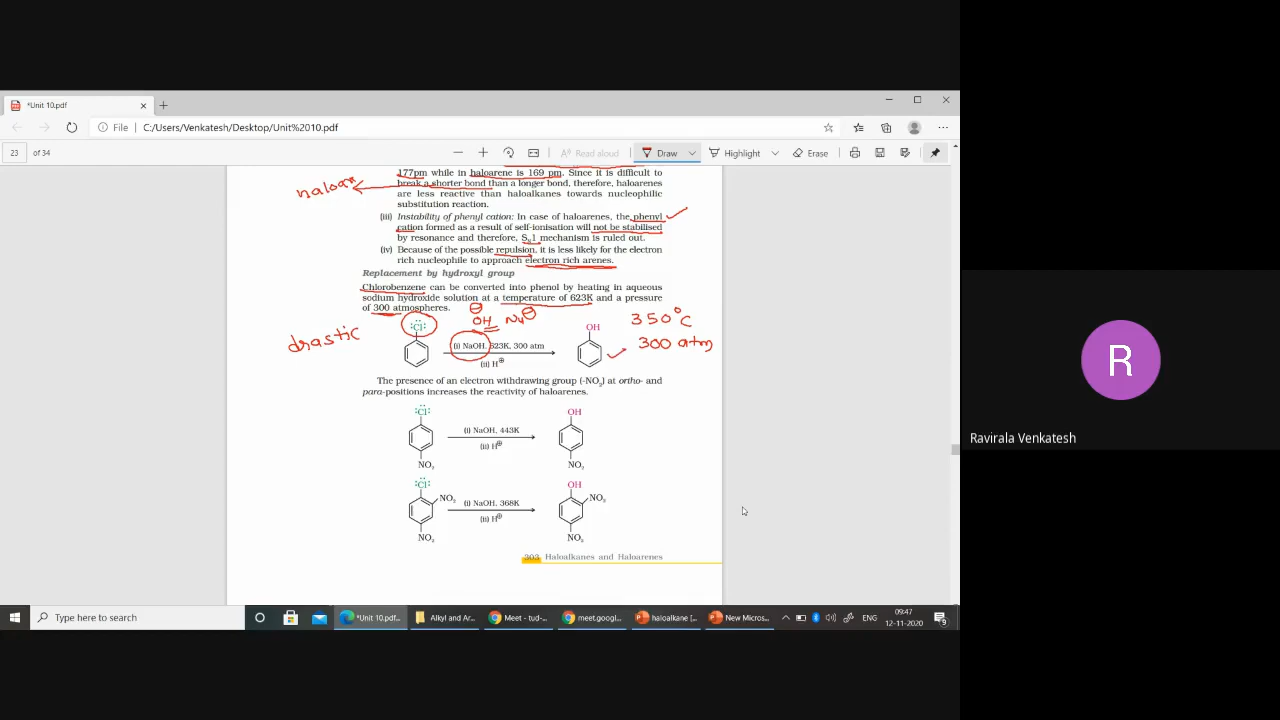 *Unit 10.pdf
File C:/Users/Venkatesh/Desktop/Unit%2010.pdf
23 of 34 Read aloud Draw Highlight Erase
177pm while in haloarene is 169 pm. Since it is difficult to
break a shorter bond than a longer bond, therefore, haloarenes
are less reactive than haloalkanes towards nucleophilic
substitution reaction.
(iii) Instability of phenyl cation: In case of haloarenes, the phenyl
cation formed as a result of self-ionisation will not be stabilised
by resonance and therefore, SN1 mechanism is ruled out.
(iv) Because of the possible repulsion, it is less likely for the electron
rich nucleophile to approach electron rich arenes.
Replacement by hydroxyl group
Chlorobenzene can be converted into phenol by heating in aqueous
sodium hydroxide solution at a temperature of 623K and a pressure
of 300 atmospheres.
OH Nu⊖
350°C
drastic
:Cl:
(i) NaOH, 623K, 300 atm
(ii) H⊕
OH
300 atm
The presence of an electron withdrawing group (-NO2) at ortho- and
para-positions increases the reactivity of haloarenes.
:Cl:
NO2
(i) NaOH, 443K
(ii) H⊕
OH
NO2
:Cl:
NO2
NO2
(i) NaOH, 368K
(ii) H⊕
OH
NO2
NO2
303 Haloalkanes and Haloarenes
R
Ravirala Venkatesh
Type here to search
*Unit 10.pdf... Alkyl and Ar... Meet - tud-... meet.googl... haloalkane [... New Micros...
ENG 09:47
12-11-2020
9